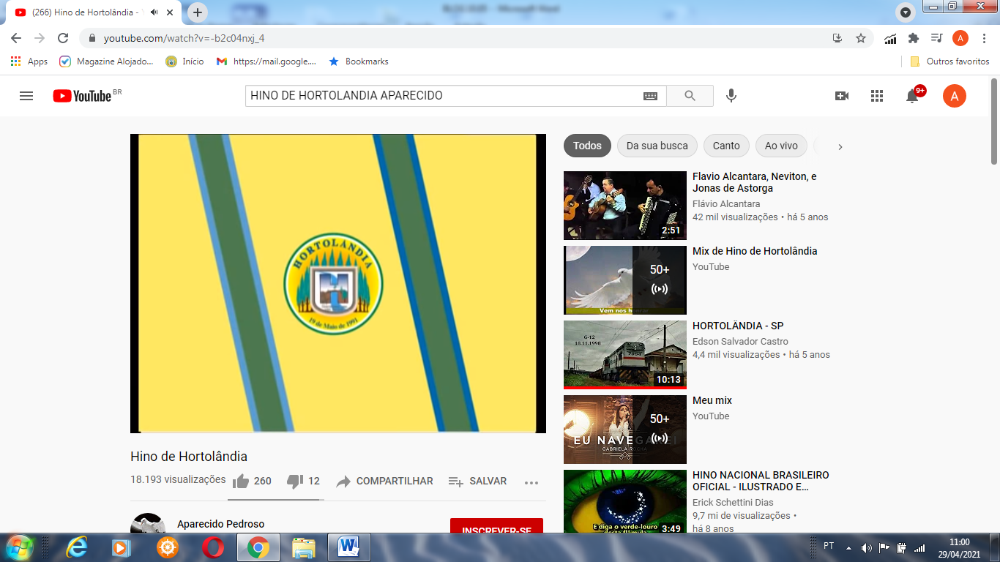 (266) Hino de Hortolândia -
youtube.com/watch?v=-b2c04nxj_4
A
Apps
Magazine Alojado...
Início
https://mail.google....
Bookmarks
Outros favoritos
YouTube BR
HINO DE HORTOLANDIA APARECIDO
9+
A
HORTOLÂNDIA
H
19 de Maio de 1991
Todos
Da sua busca
Canto
Ao vivo
2:51
Flavio Alcantara, Neviton, e
Jonas de Astorga
Flávio Alcantara
42 mil visualizações • há 5 anos
50+
Vem nos honrar
Mix de Hino de Hortolândia
YouTube
G-12
18.11.1998
7054
10:13
HORTOLÂNDIA - SP
Edson Salvador Castro
4,4 mil visualizações • há 5 anos
50+
EU NAVEGAREI
GABRIELA ROCHA
Meu mix
YouTube
E diga o verde-louro
desta flâmula
3:49
HINO NACIONAL BRASILEIRO
OFICIAL - ILUSTRADO E...
Erick Schettini Dias
9,7 mi de visualizações •
há 8 anos
Hino de Hortolândia
18.193 visualizações
260
12
COMPARTILHAR
SALVAR
Aparecido Pedroso
INSCREVER-SE
PT
11:00
29/04/2021